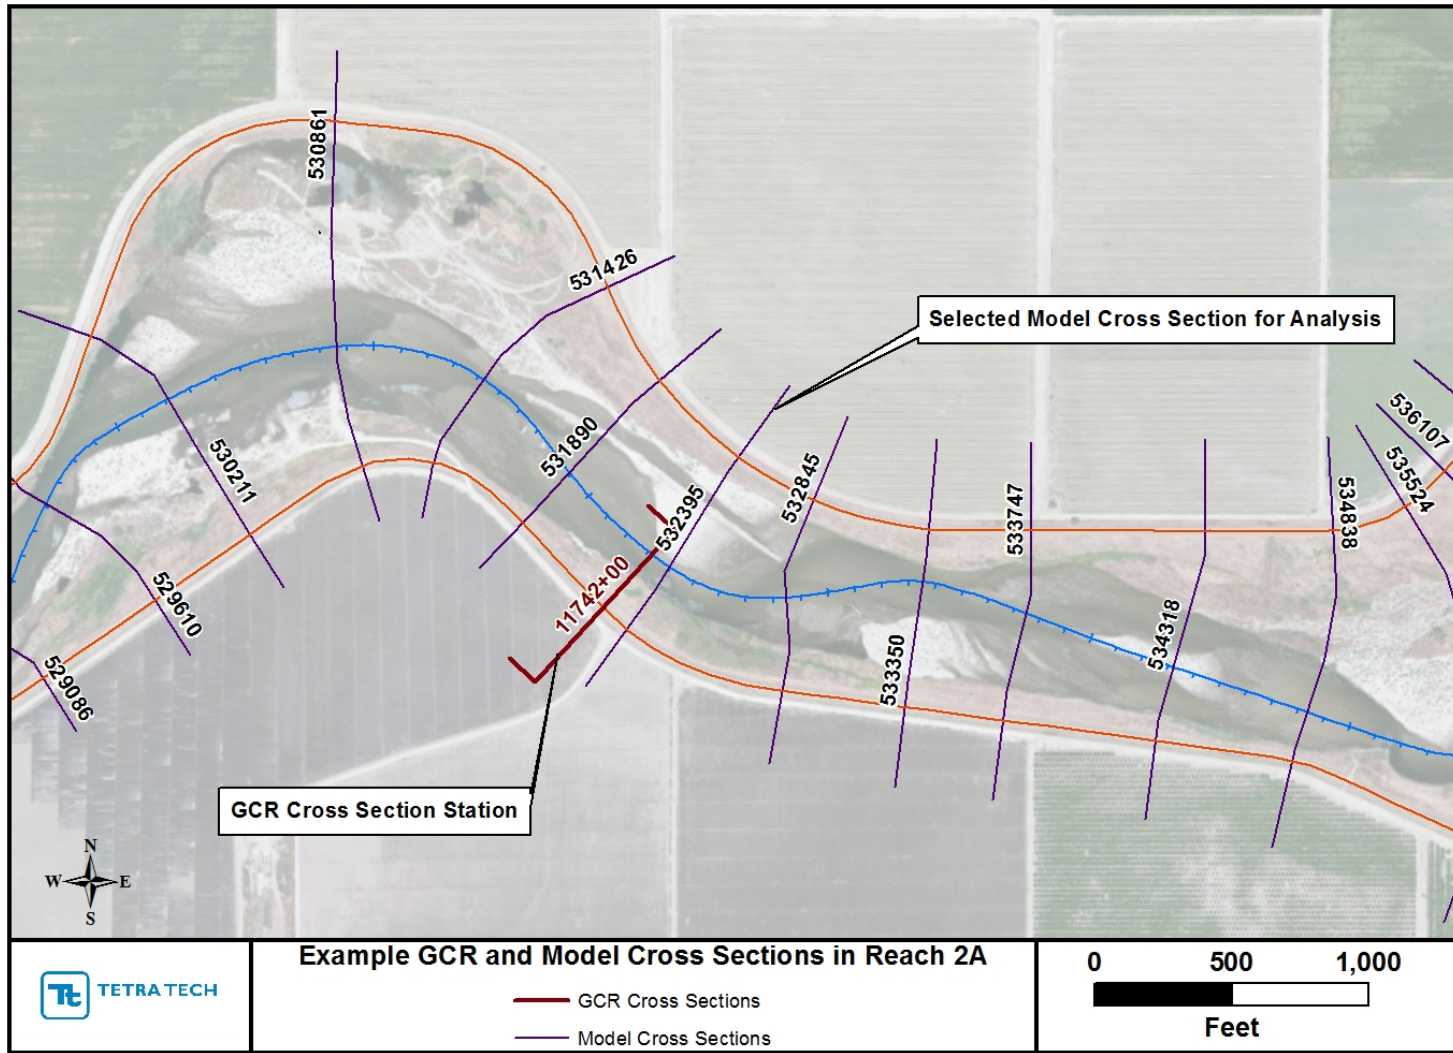 530861
531426
Selected Model Cross Section for Analysis
536107
530211
531890
532845
535524
532395
533747
534838
11742+00
529610
534318
533350
529086
GCR Cross Section Station
N
W E
S
Example GCR and Model Cross Sections in Reach 2A
Tt TETRA TECH
GCR Cross Sections
Model Cross Sections
0 500 1,000
Feet